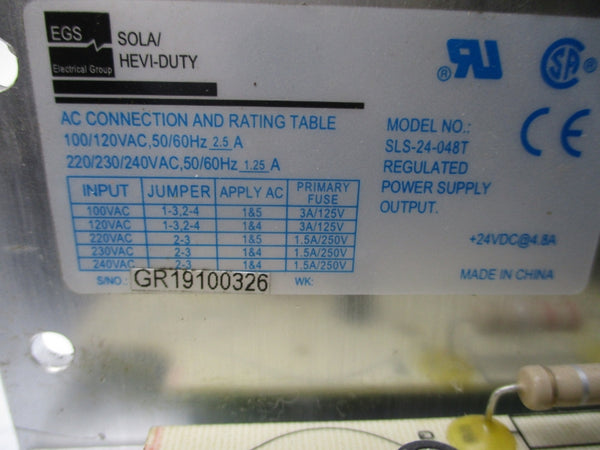 EGS
Electrical Group
SOLA/
HEVI-DUTY
AC CONNECTION AND RATING TABLE
100/120VAC,50/60Hz 2.5 A
220/230/240VAC,50/60Hz 1.25 A
INPUT JUMPER APPLY AC PRIMARY FUSE
100VAC 1-3,2-4 1&5 3A/125V
120VAC 1-3,2-4 1&4 3A/125V
220VAC 2-3 1&5 1.5A/250V
230VAC 2-3 1&4 1.5A/250V
240VAC 2-3 1&4 1.5A/250V
S/NO.: GR19100326 WK:
RU ®
CSA ®
CE
MODEL NO.:
SLS-24-048T
REGULATED
POWER SUPPLY
OUTPUT.
+24VDC@4.8A
MADE IN CHINA